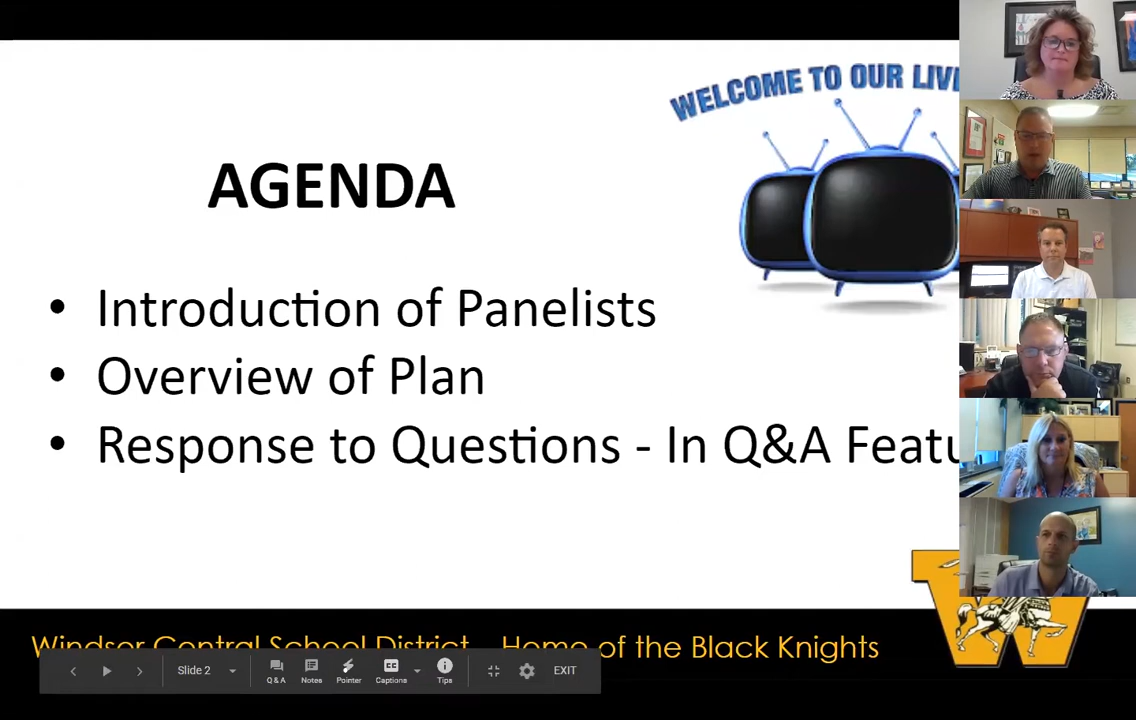 WELCOME TO OUR LIV
AGENDA
• Introduction of Panelists
• Overview of Plan
• Response to Questions - In Q&A Featu
W
Windsor Central School District - Home of the Black Knights
Slide 2
Q & A
Notes
Pointer
Captions
Tips
EXIT